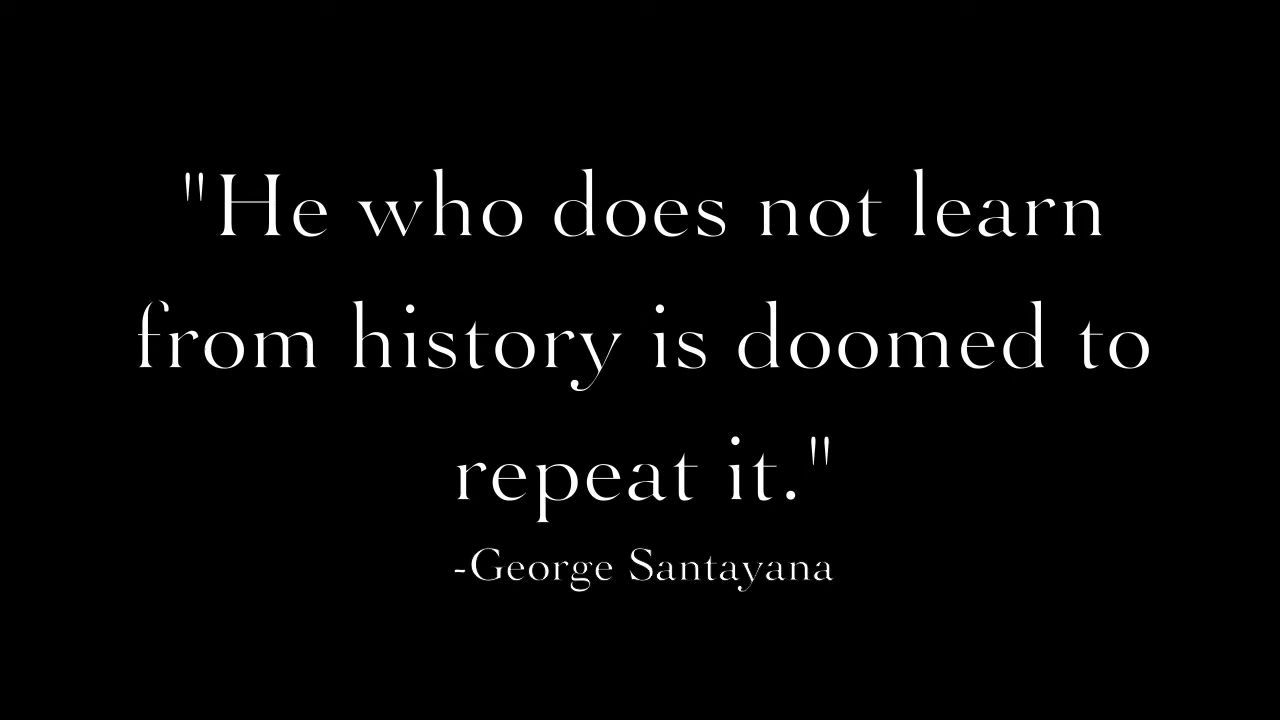 "He who does not learn
from history is doomed to
repeat it."
-George Santayana